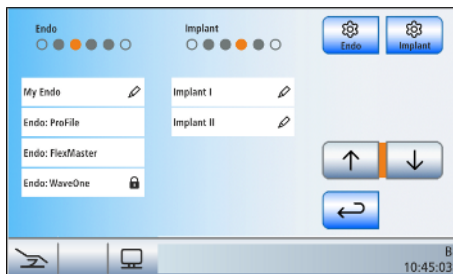 Endo
Implant
Endo
Implant
My Endo
Implant I
Endo: ProFile
Implant II
Endo: FlexMaster
Endo: WaveOne
B
10:45:03